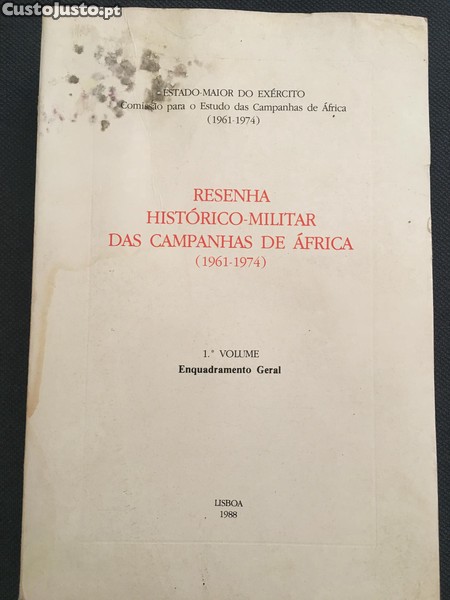 Custojusto.pt
ESTADO-MAIOR DO EXÉRCITO
Comissão para o Estudo das Campanhas de África
(1961-1974)
RESENHA
HISTÓRICO-MILITAR
DAS CAMPANHAS DE ÁFRICA
(1961-1974)
1.º VOLUME
Enquadramento Geral
LISBOA
1988